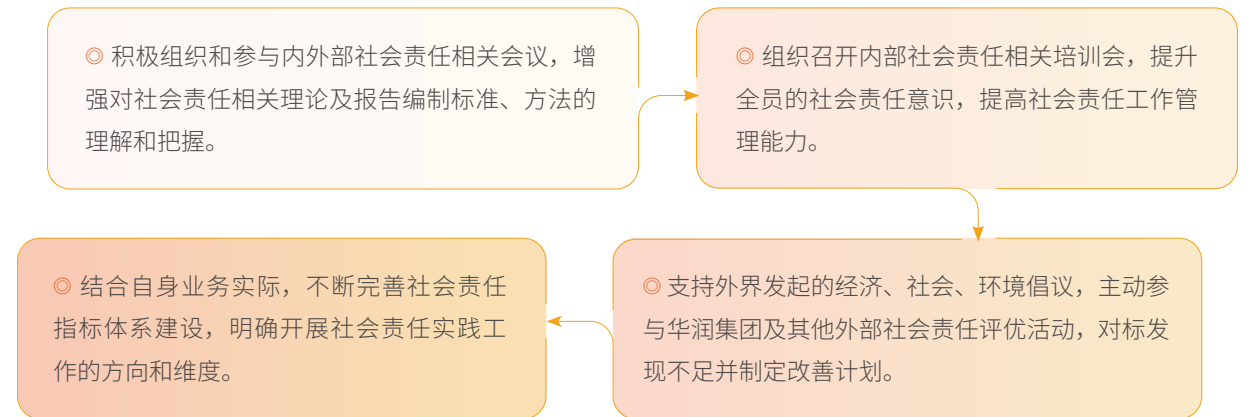 ◎ 积极组织和参与内外部社会责任相关会议，增
强对社会责任相关理论及报告编制标准、方法的
理解和把握。
◎ 组织召开内部社会责任相关培训会，提升
全员的社会责任意识，提高社会责任工作管
理能力。
◎ 支持外界发起的经济、社会、环境倡议，主动参
与华润集团及其他外部社会责任评优活动，对标发
现不足并制定改善计划。
◎ 结合自身业务实际，不断完善社会责任
指标体系建设，明确开展社会责任实践工
作的方向和维度。